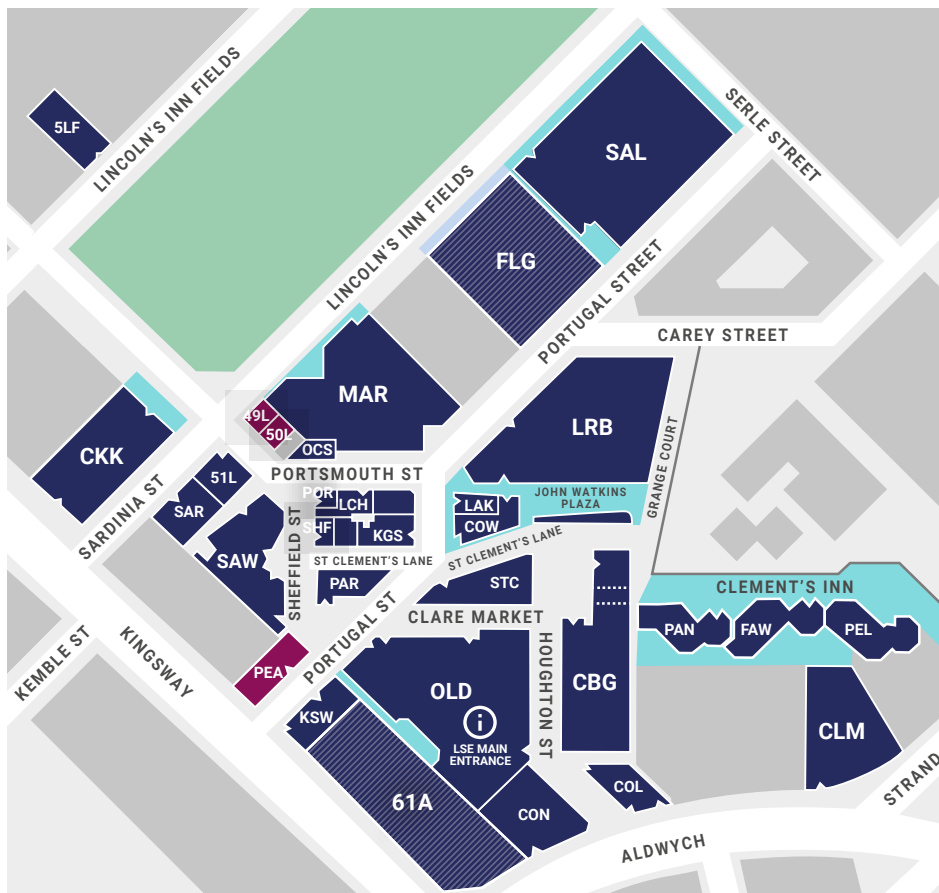 LINCOLN'S INN FIELDS
5LF
SERLE STREET
SAL
LINCOLN'S INN FIELDS
FLG
PORTUGAL STREET
CAREY STREET
MAR
49L
50L
OCS
LRB
CKK
PORTSMOUTH ST
GRANGE COURT
51L
SAR
SARDINIA ST
POR
LCH
SHF
KGS
LAK
COW
JOHN WATKINS
PLAZA
ST CLEMENT'S LANE
ST CLEMENT'S LANE
SAW
SHEFFIELD ST
PAR
STC
CLARE MARKET
CLEMENT'S INN
PAN
FAW
PEL
KEMBLE ST
KINGSWAY
PORTUGAL ST
PEA
HOUGHTON ST
OLD
i
LSE MAIN
ENTRANCE
CBG
KSW
CLM
61A
CON
COL
STRAND
ALDWYCH